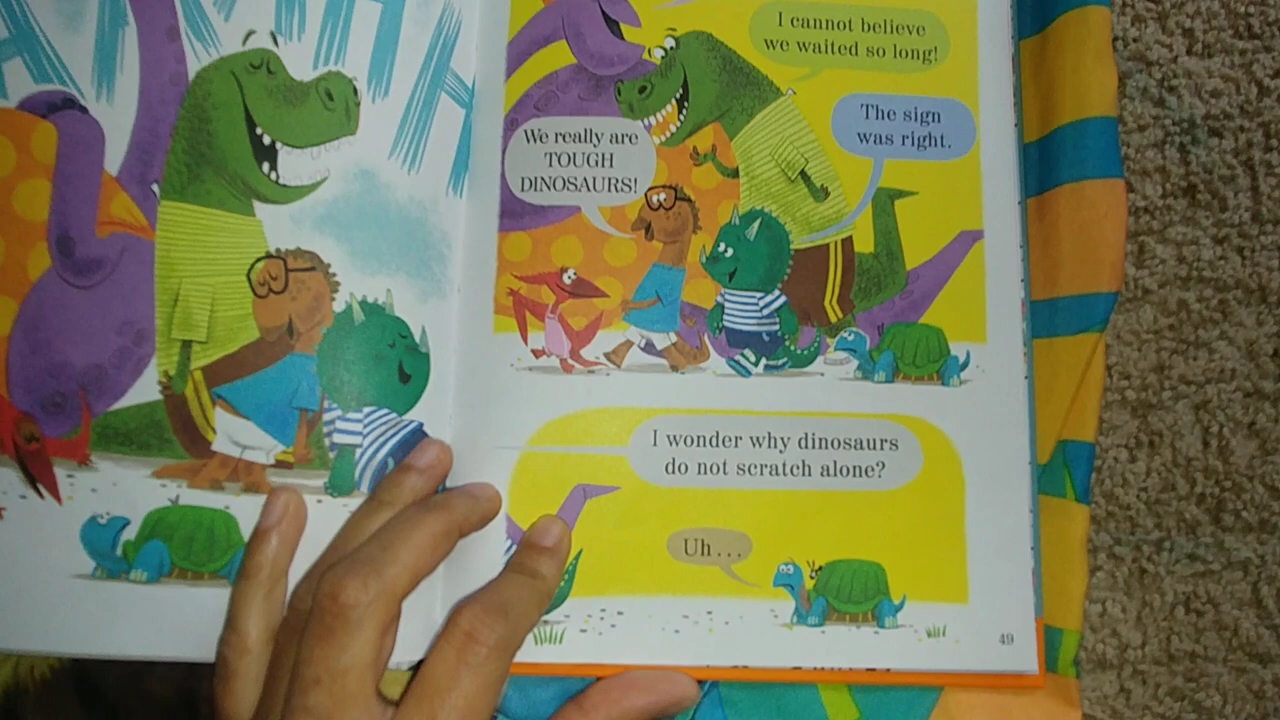 I cannot believe
we waited so long!
The sign
was right.
We really are
TOUGH
DINOSAURS!
I wonder why dinosaurs
do not scratch alone?
Uh . . .
49